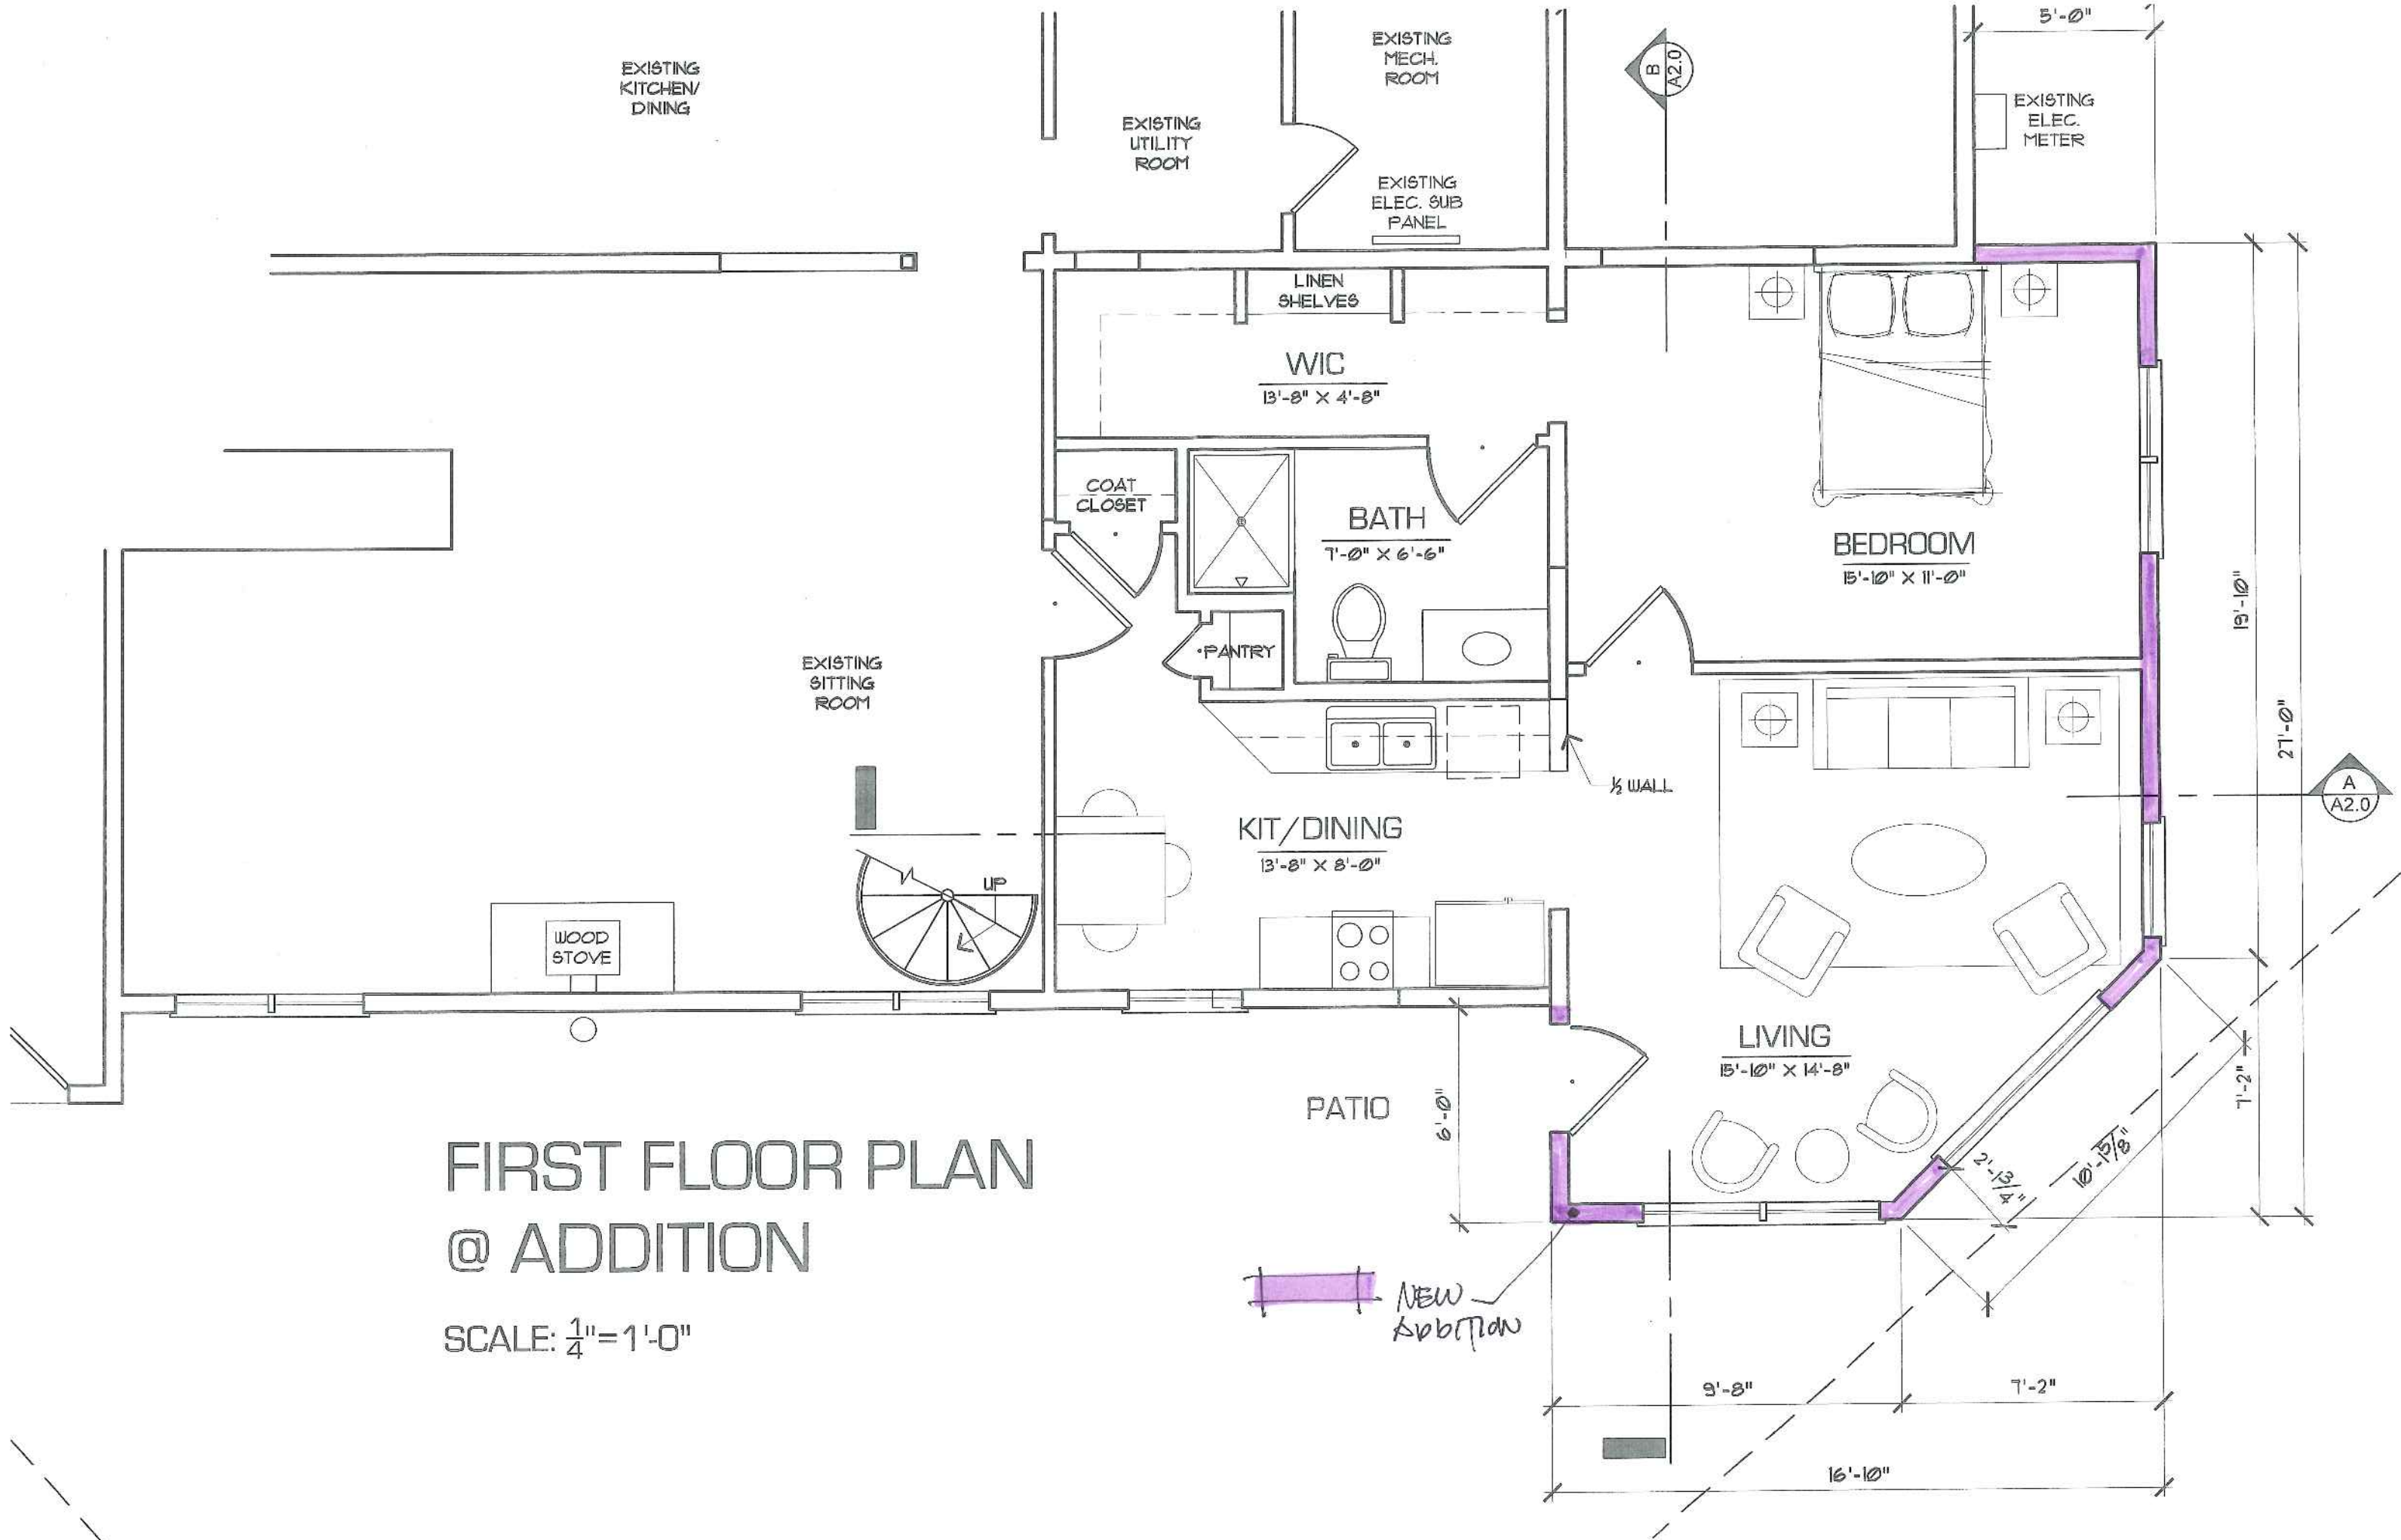 5'-0"
EXISTING
KITCHEN/
DINING
EXISTING
UTILITY
ROOM
EXISTING
MECH.
ROOM
EXISTING
ELEC. SUB
PANEL
B
A2.0
EXISTING
ELEC.
METER
LINEN
SHELVES
WIC
13'-8" X 4'-8"
COAT
CLOSET
BATH
7'-0" X 6'-6"
BEDROOM
15'-10" X 11'-0"
19'-10"
27'-0"
PANTRY
EXISTING
SITTING
ROOM
½ WALL
A
A2.0
KIT/DINING
13'-8" X 8'-0"
UP
WOOD
STOVE
LIVING
15'-10" X 14'-8"
PATIO
6'-0"
7'-2"
10'-1 5/8"
2'-1 3/4"
FIRST FLOOR PLAN
@ ADDITION
SCALE: 1/4"=1'-0"
NEW
ADDITION
9'-8"
7'-2"
16'-10"